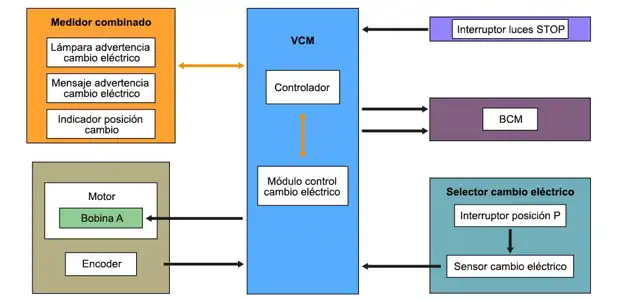 Medidor combinado
Lámpara advertencia
cambio eléctrico
Mensaje advertencia
cambio eléctrico
Indicador posición
cambio
VCM
Controlador
Módulo control
cambio eléctrico
Interruptor luces STOP
BCM
Motor
Bobina A
Encoder
Selector cambio eléctrico
Interruptor posición P
Sensor cambio eléctrico